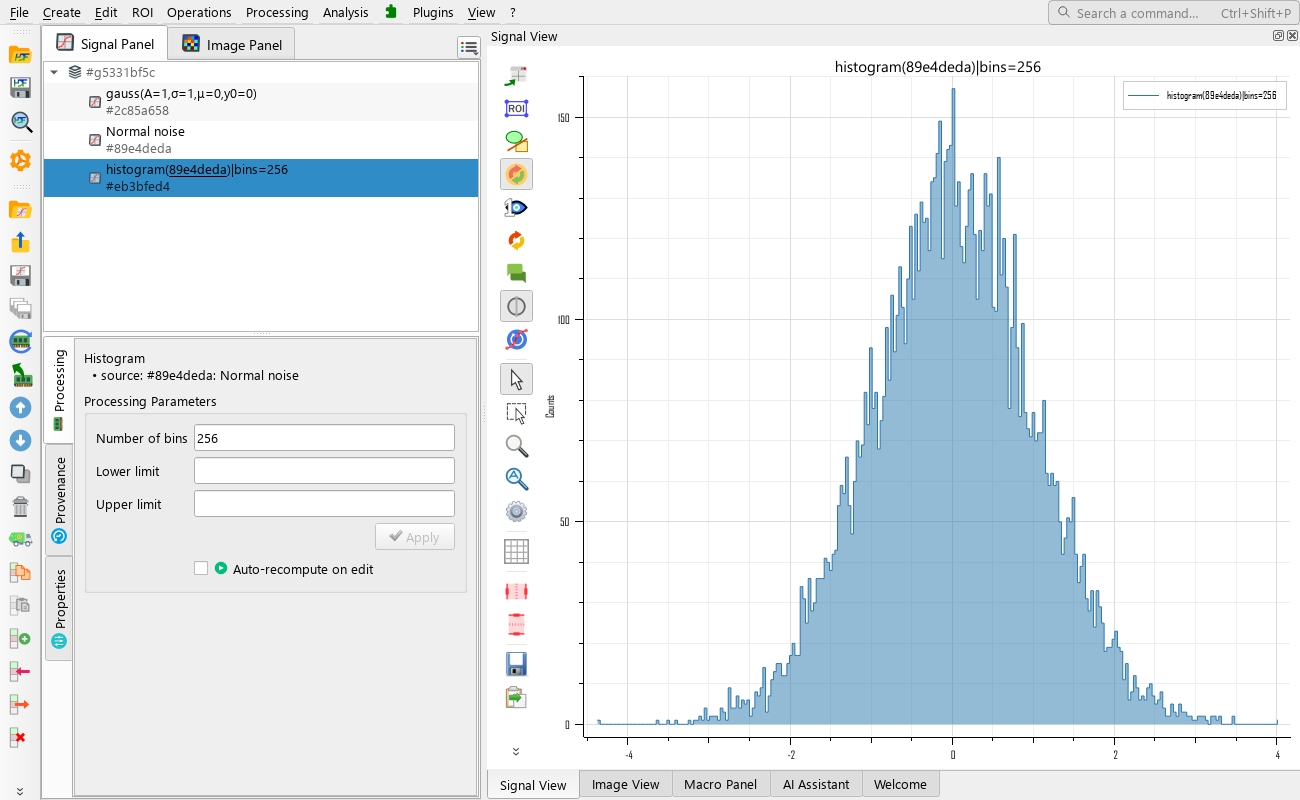 File Create Edit ROI Operations Processing Analysis Plugins View ?
Search a command... Ctrl+Shift+P
Signal Panel Image Panel
#g5331bf5c
gauss(A=1,σ=1,μ=0,y0=0)
#2c85a658
Normal noise
#89e4deda
histogram(89e4deda)|bins=256
#eb3bfed4
Processing
Provenance
Properties
Histogram
• source: #89e4deda: Normal noise
Processing Parameters
Number of bins 256
Lower limit
Upper limit
Apply
Auto-recompute on edit
Signal View
ROI
histogram(89e4deda)|bins=256
histogram(89e4deda)|bins=256
150
100
50
0
Counts
-4 -2 0 2 4
Signal View Image View Macro Panel AI Assistant Welcome